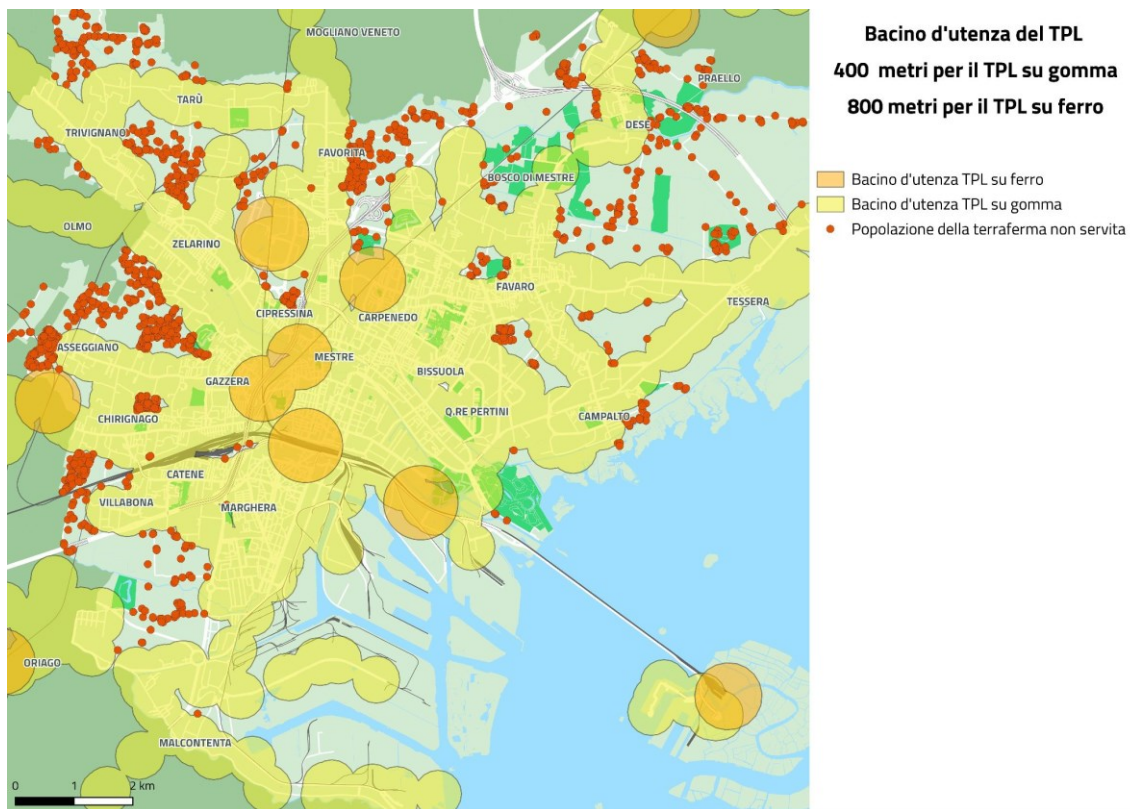 Bacino d'utenza del TPL
400 metri per il TPL su gomma
800 metri per il TPL su ferro
Bacino d'utenza TPL su ferro
Bacino d'utenza TPL su gomma
Popolazione della terraferma non servita
MOGLIANO VENETO
PRAELLO
TARÙ
DESE
TRIVIGNANO
FAVORITA
BOSCO DI MESTRE
OLMO
ZELARINO
FAVARO
TESSERA
CIPRESSINA
CARPENEDO
ASSEGGIANO
MESTRE
BISSUOLA
GAZZERA
Q.RE PERTINI
CHIRIGNAGO
CAMPALTO
CATENE
VILLABONA
MARGHERA
ORIAGO
MALCONTENTA
0 1 2 km